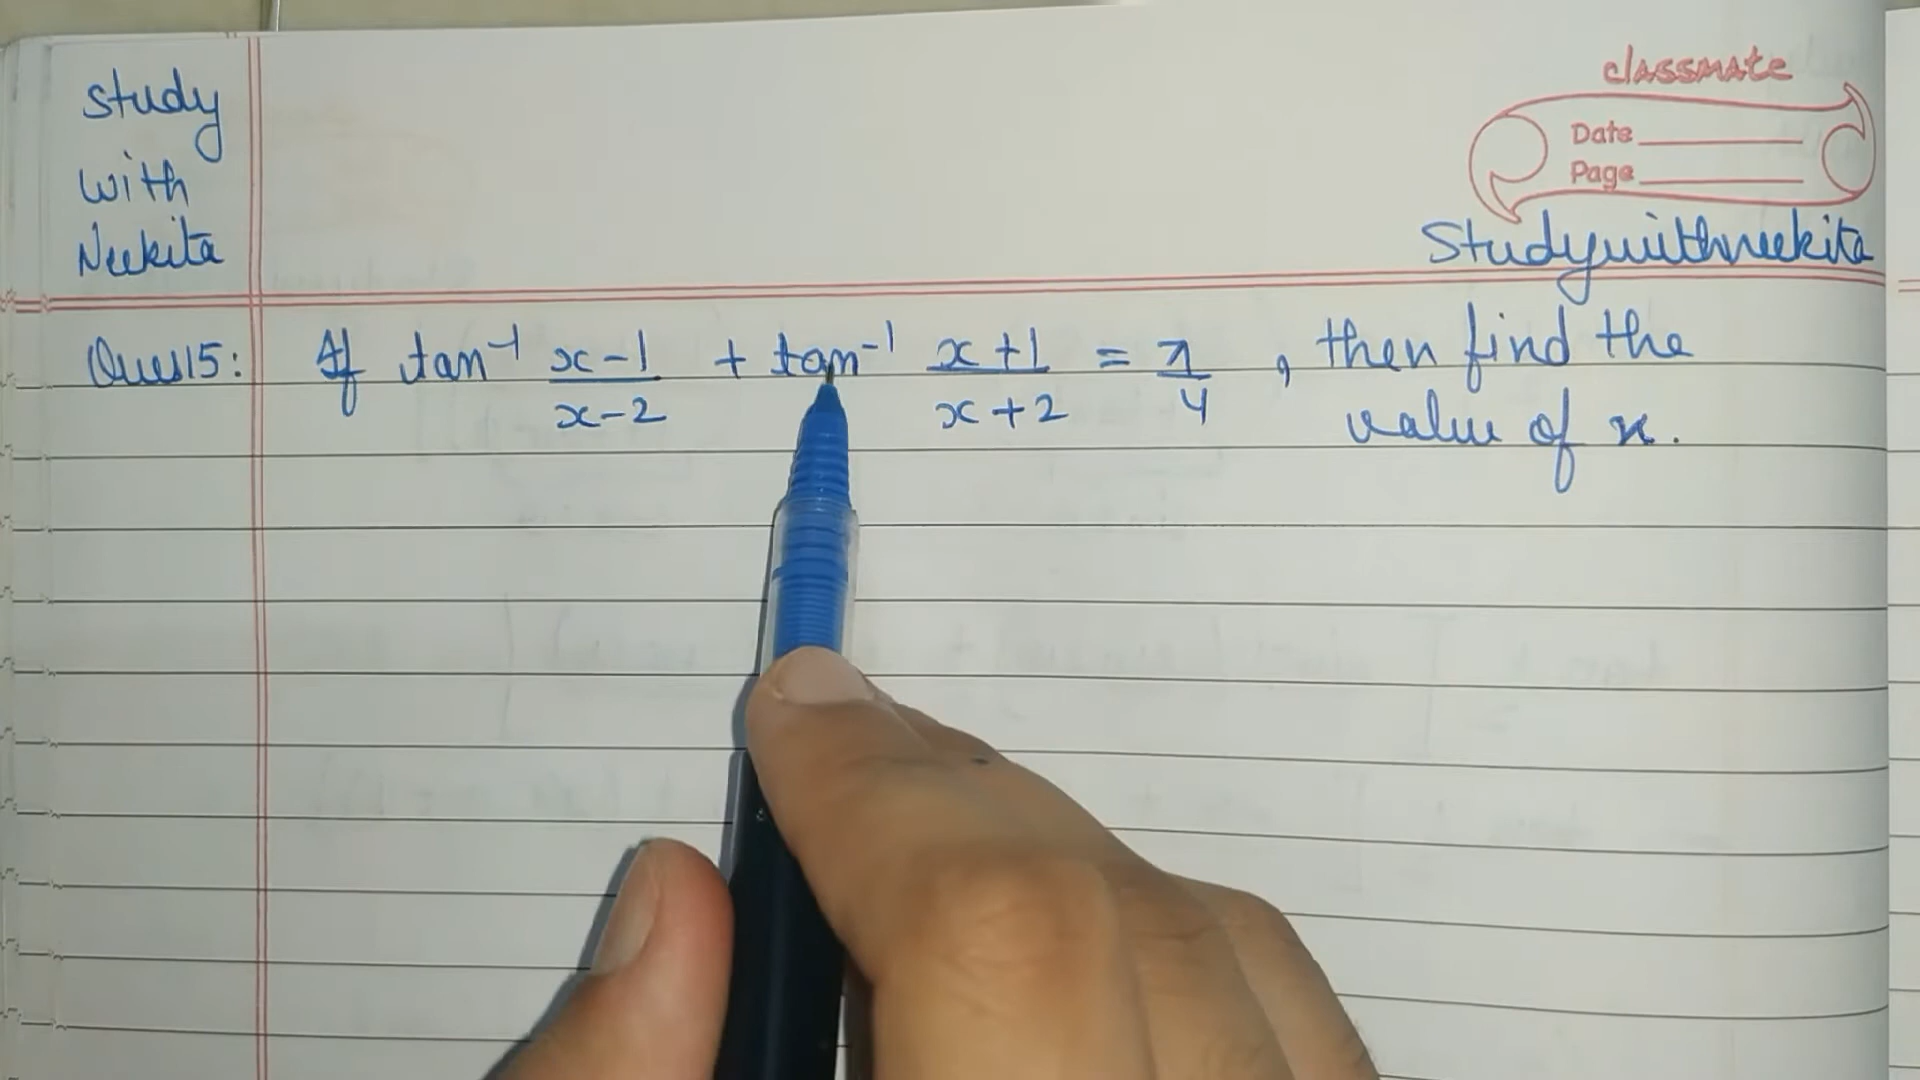 study
with
Neekita
classmate
Date
Page
Studywithneekita
Ques15: If tan⁻¹ x-1/x-2 + tan⁻¹ x+1/x+2 = π/4 , then find the
value of x.